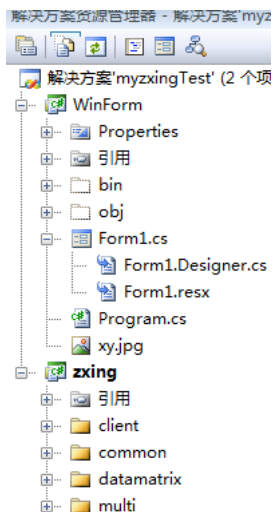 解决方案资源管理器 - 解决方案'myz
解决方案'myzxingTest' (2 个项
WinForm
Properties
引用
bin
obj
Form1.cs
Form1.Designer.cs
Form1.resx
Program.cs
xy.jpg
zxing
引用
client
common
datamatrix
multi